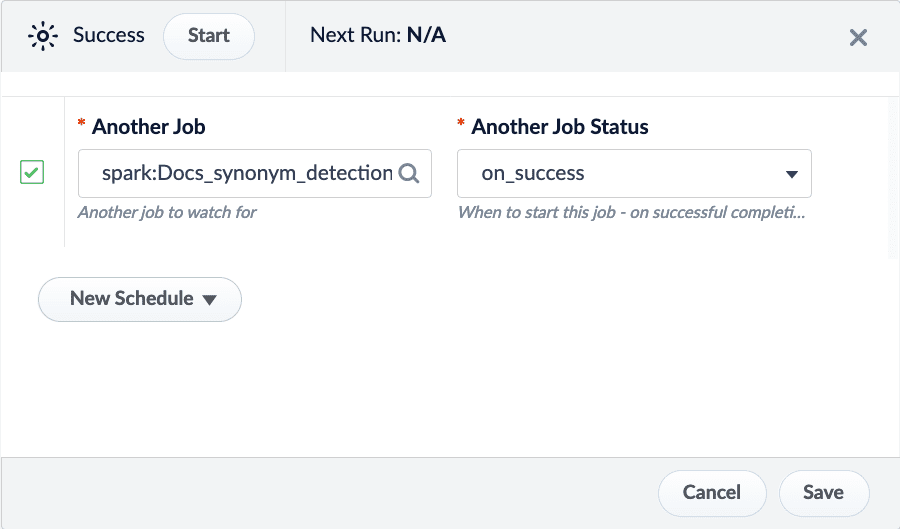 Success Start Next Run: N/A
* Another Job * Another Job Status
spark:Docs_synonym_detection on_success
Another job to watch for When to start this job - on successful completi...
New Schedule
Cancel Save